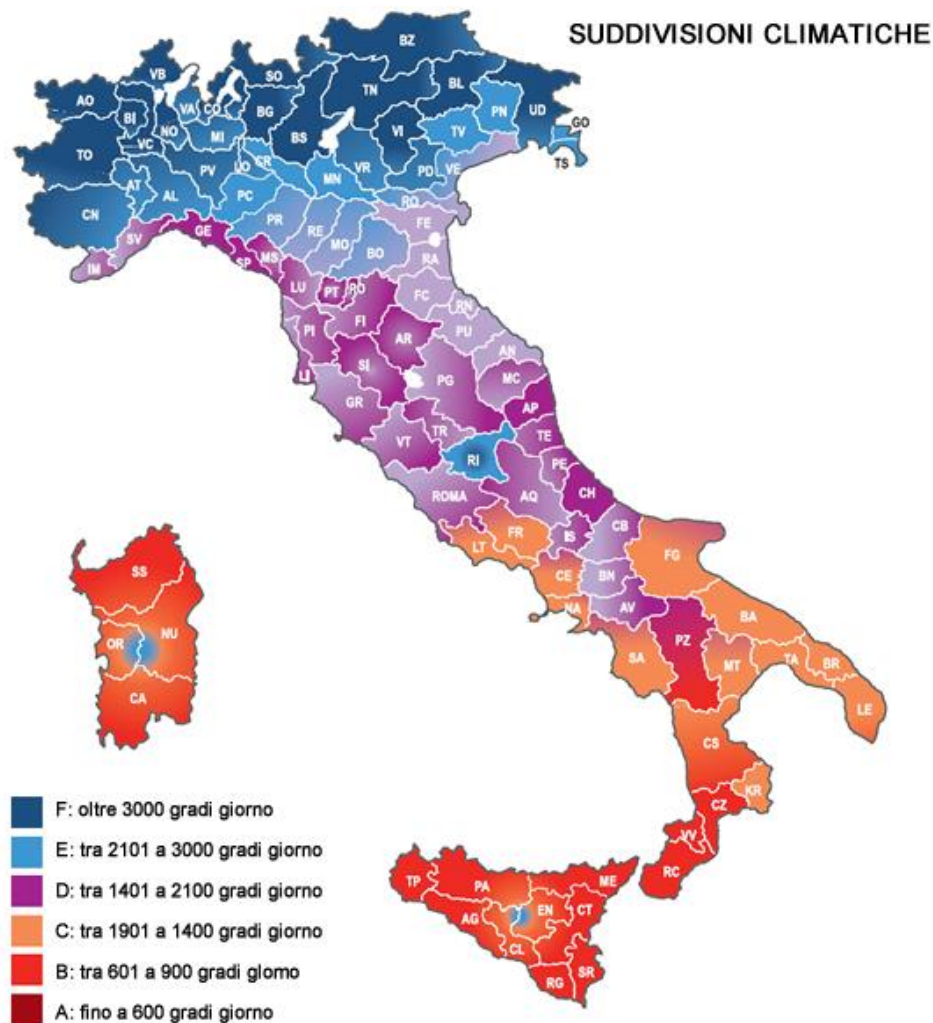 SUDDIVISIONI CLIMATICHE
BZ
VB
SO
AO
TN
BL
UD
VA
CO
BG
PN
BI
NO
BS
VI
TV
GO
MI
VC
TO
TS
PV
LO
CR
VR
PD
VE
AT
MN
AL
PC
RO
CN
PR
RE
FE
MO
SV
GE
BO
RA
IM
SP
MS
LU
PT
PO
FC
RN
PI
FI
PU
AR
AN
LI
SI
PG
MC
GR
AP
TR
TE
VT
RI
PE
CH
ROMA
AQ
CB
FR
IS
LT
FG
CE
BN
NA
AV
BA
SS
PZ
SA
MT
TA
BR
OR
NU
LE
CA
CS
KR
CZ
VV
RC
TP
PA
ME
AG
EN
CT
CL
SR
RG
F: oltre 3000 gradi giorno
E: tra 2101 a 3000 gradi giorno
D: tra 1401 a 2100 gradi giorno
C: tra 1901 a 1400 gradi giorno
B: tra 601 a 900 gradi giorno
A: fino a 600 gradi giorno